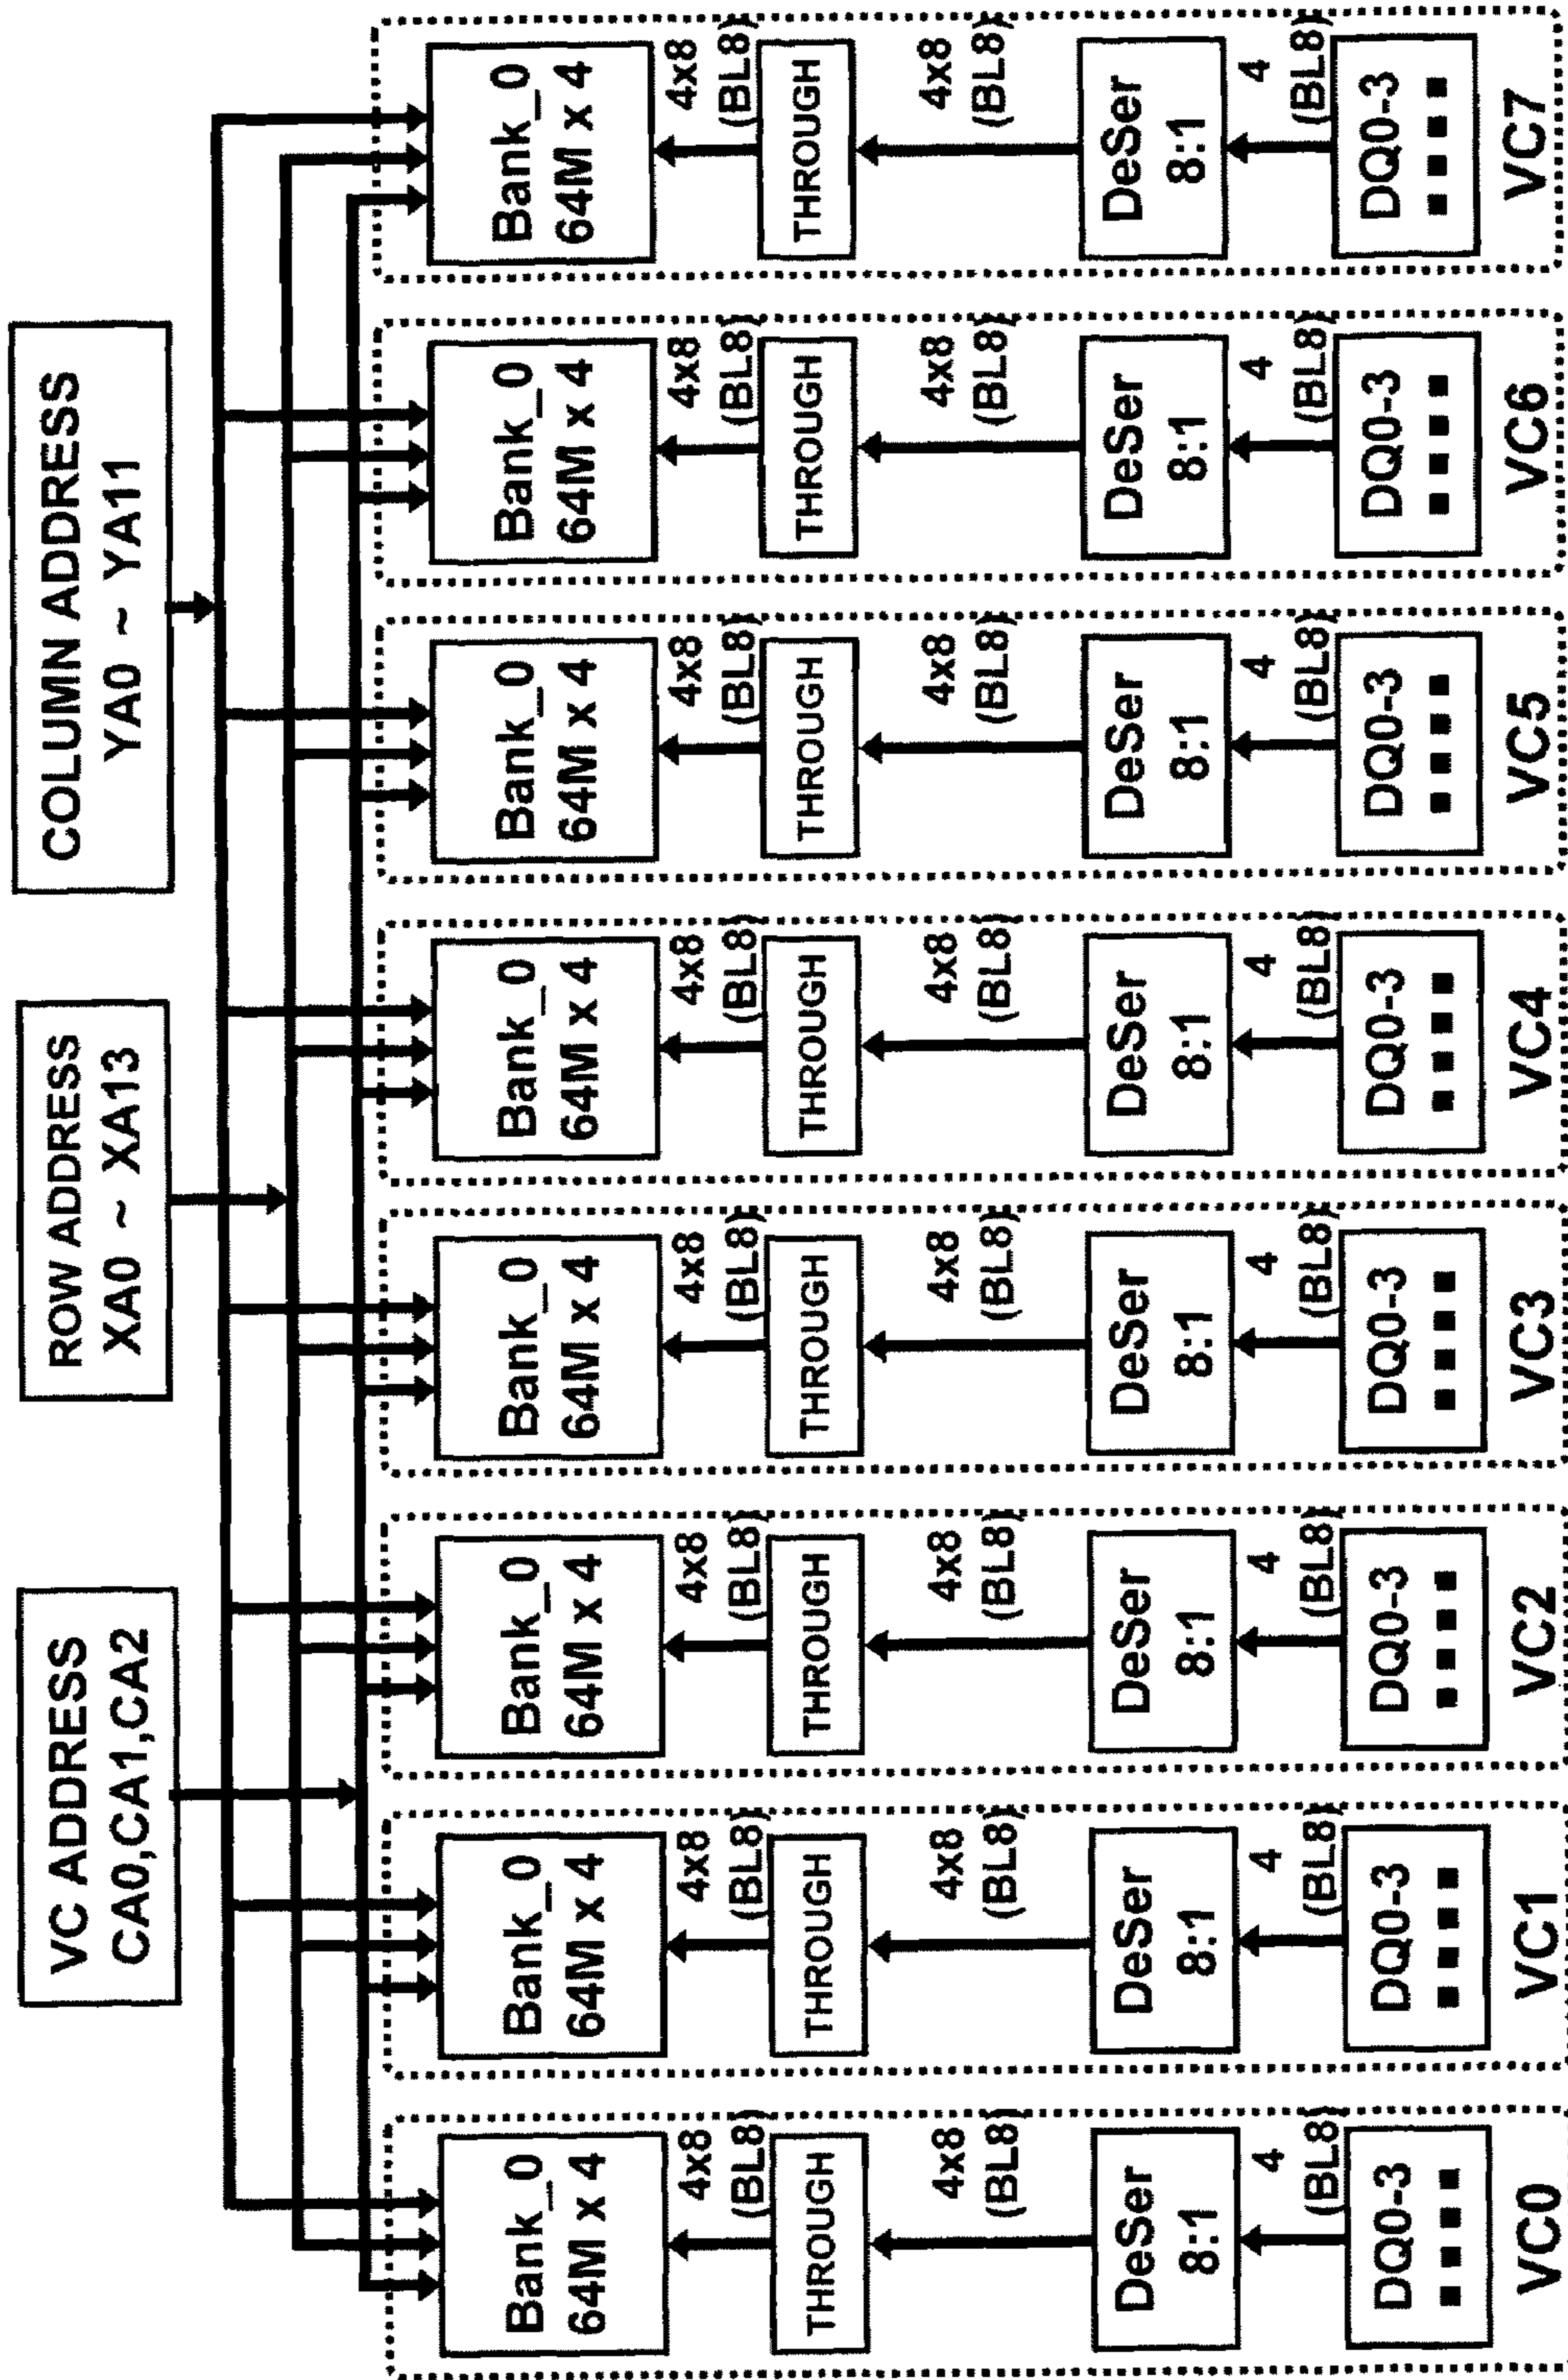 VC ADDRESS
CA0,CA1,CA2
ROW ADDRESS
XA0 ~ XA13
COLUMN ADDRESS
YA0 ~ YA11
Bank_0
64M x 4
4x8
(BL8)
THROUGH
4x8
(BL8)
DeSer
8:1
4
(BL8)
DQ0-3
VC0
Bank_0
64M x 4
4x8
(BL8)
THROUGH
4x8
(BL8)
DeSer
8:1
4
(BL8)
DQ0-3
VC1
Bank_0
64M x 4
4x8
(BL8)
THROUGH
4x8
(BL8)
DeSer
8:1
4
(BL8)
DQ0-3
VC2
Bank_0
64M x 4
4x8
(BL8)
THROUGH
4x8
(BL8)
DeSer
8:1
4
(BL8)
DQ0-3
VC3
Bank_0
64M x 4
4x8
(BL8)
THROUGH
4x8
(BL8)
DeSer
8:1
4
(BL8)
DQ0-3
VC4
Bank_0
64M x 4
4x8
(BL8)
THROUGH
4x8
(BL8)
DeSer
8:1
4
(BL8)
DQ0-3
VC5
Bank_0
64M x 4
4x8
(BL8)
THROUGH
4x8
(BL8)
DeSer
8:1
4
(BL8)
DQ0-3
VC6
Bank_0
64M x 4
4x8
(BL8)
THROUGH
4x8
(BL8)
DeSer
8:1
4
(BL8)
DQ0-3
VC7